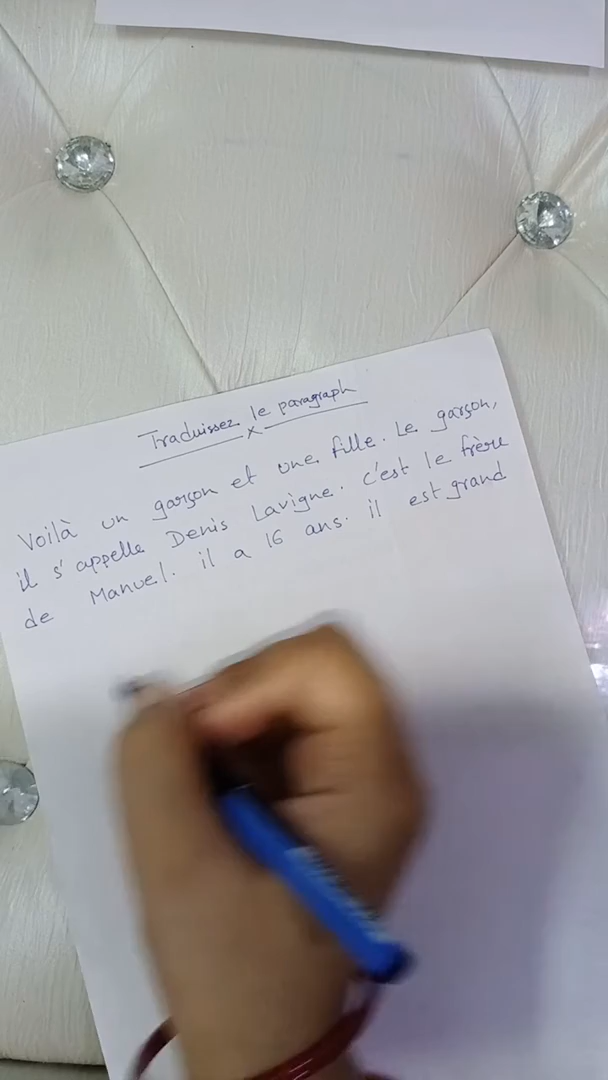 Traduissez le paragraph
x
Voilà un garçon et une fille. Le garçon,
il s'appelle Denis Lavigne. c'est le frère
de Manuel. il a 16 ans. il est grand